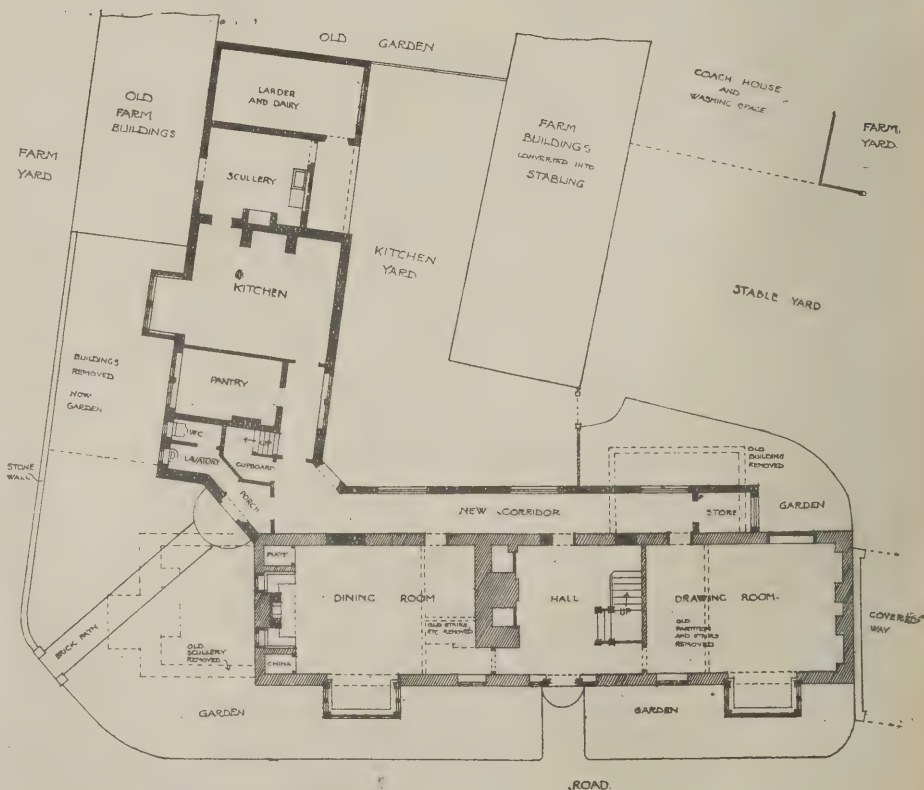 OLD GARDEN
COACH HOUSE
AND
WASHING SPACE
FARM
YARD.
LARDER
AND DAIRY
OLD
FARM
BUILDINGS
FARM
BUILDINGS
CONVERTED INTO
STABLING
FARM
YARD
SCULLERY
KITCHEN
YARD
KITCHEN
STABLE YARD
BUILDINGS
REMOVED
NOW
GARDEN
PANTRY
W.C.
UP
LAVATORY
CUPBOARD
STONE
WALL
PORCH
OLD
BUILDING
REMOVED
NEW CORRIDOR
STORE
GARDEN
DINING ROOM
HALL
UP
DRAWING ROOM.
OLD STAIRS
ETC REMOVED
OLD
PARTITION
AND STAIRS
REMOVED
COVERED
WAY
BRICK PATH
OLD
SCULLERY
REMOVED
CHINA
GARDEN
GARDEN
ROAD.